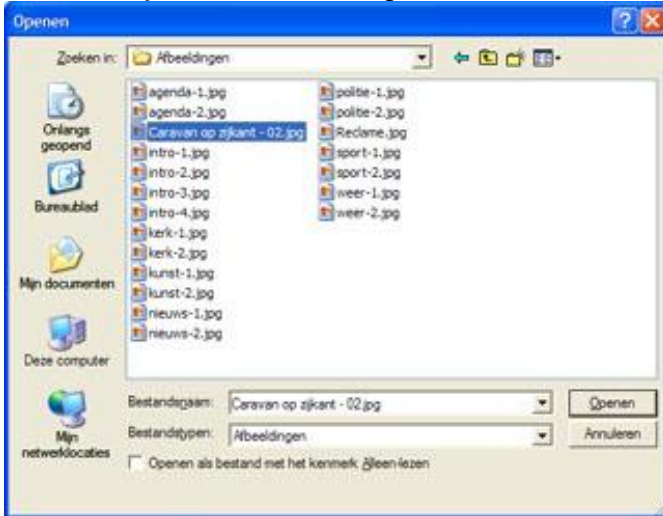 Openen
Zoeken in:
Afbeeldingen
Onlangs
geopend
Bureaublad
Mijn documenten
Deze computer
Mijn
netwerklocaties
agenda-1.jpg
agenda-2.jpg
Caravan op zijkant - 02.jpg
intro-1.jpg
intro-2.jpg
intro-3.jpg
intro-4.jpg
kerk-1.jpg
kerk-2.jpg
kunst-1.jpg
kunst-2.jpg
nieuws-1.jpg
nieuws-2.jpg
politie-1.jpg
politie-2.jpg
Reclame.jpg
sport-1.jpg
sport-2.jpg
weer-1.jpg
weer-2.jpg
Bestandsnaam: Caravan op zijkant - 02.jpg
Openen
Bestandstypen: Afbeeldingen
Annuleren
Openen als bestand met het kenmerk Alleen-lezen